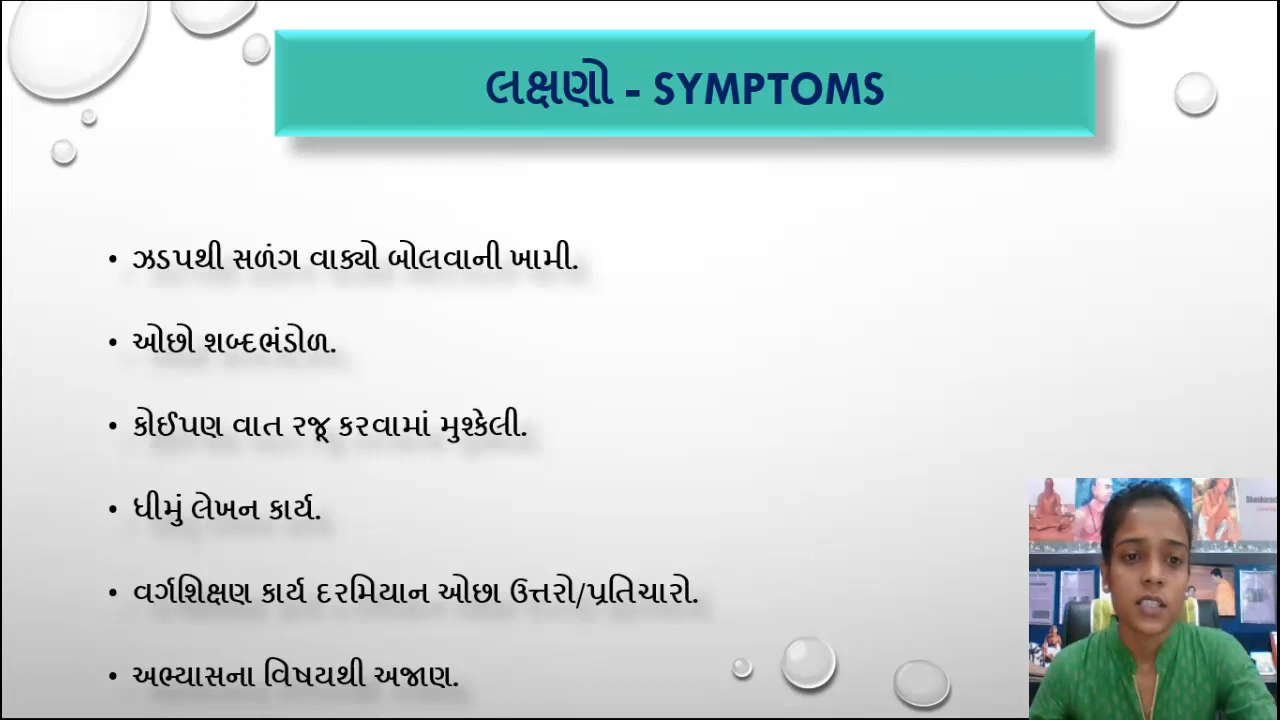 લક્ષણો - SYMPTOMS
• ઝડપથી સળંગ વાક્યો બોલવાની ખામી.
• ઓછો શબ્દભંડોળ.
• કોઈપણ વાત રજૂ કરવામાં મુશ્કેલી.
• ધીમું લેખન કાર્ય.
• વર્ગશિક્ષણ કાર્ય દરમિયાન ઓછા ઉત્તરો/પ્રતિચારો.
• અભ્યાસના વિષયથી અજાણ.